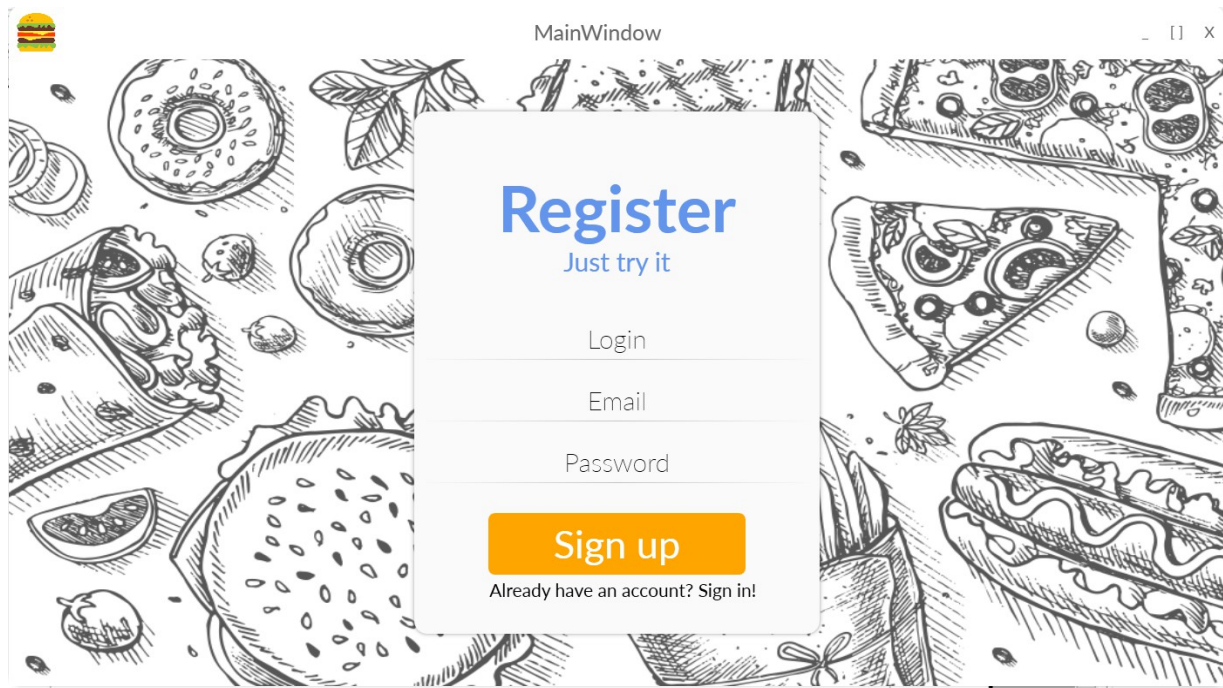 MainWindow
_ [ ] X
Register
Just try it
Login
Email
Password
Sign up
Already have an account? Sign in!